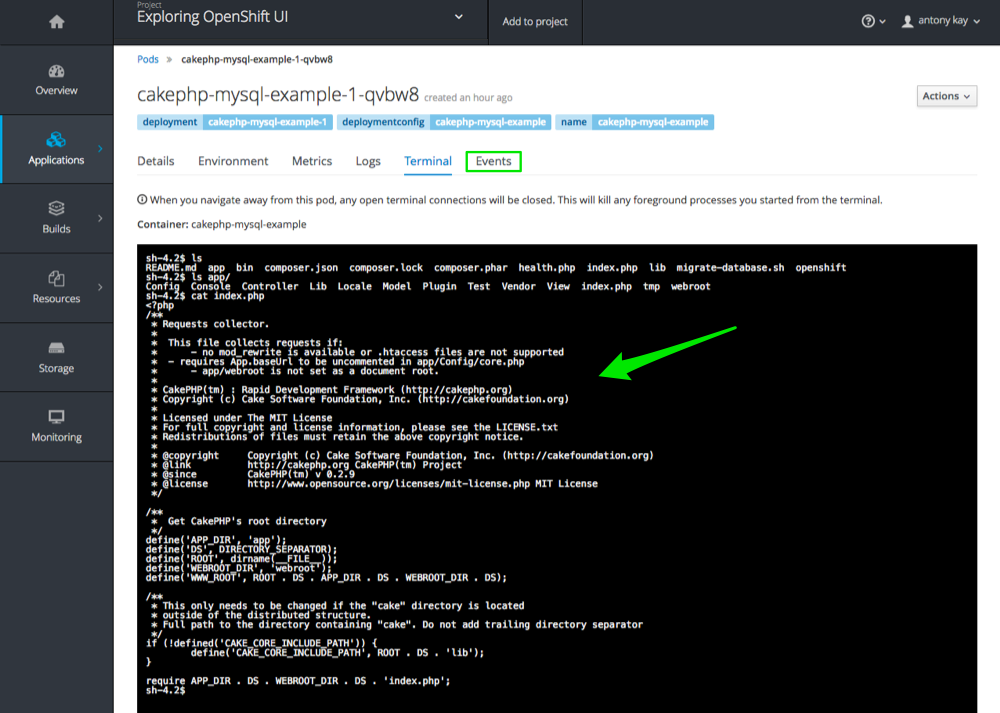 Project
Exploring OpenShift UI
Add to project
antony kay
Overview
Applications
Builds
Resources
Storage
Monitoring
Pods » cakephp-mysql-example-1-qvbw8
cakephp-mysql-example-1-qvbw8 created an hour ago
Actions
deployment cakephp-mysql-example-1 deploymentconfig cakephp-mysql-example name cakephp-mysql-example
Details Environment Metrics Logs Terminal Events
When you navigate away from this pod, any open terminal connections will be closed. This will kill any foreground processes you started from the terminal.
Container: cakephp-mysql-example
sh-4.2$ ls
README.md app bin composer.json composer.lock composer.phar health.php index.php lib migrate-database.sh openshift
sh-4.2$ ls app/
Config Console Controller Lib Locale Model Plugin Test Vendor View index.php tmp webroot
sh-4.2$ cat index.php
<?php
/**
 * Requests collector.
 *
 *  This file collects requests if:
 *     - no mod_rewrite is available or .htaccess files are not supported
 *  - requires App.baseUrl to be uncommented in app/Config/core.php
 *     - app/webroot is not set as a document root.
 *
 * CakePHP(tm) : Rapid Development Framework (http://cakephp.org)
 * Copyright (c) Cake Software Foundation, Inc. (http://cakefoundation.org)
 *
 * Licensed under The MIT License
 * For full copyright and license information, please see the LICENSE.txt
 * Redistributions of files must retain the above copyright notice.
 *
 * @copyright     Copyright (c) Cake Software Foundation, Inc. (http://cakefoundation.org)
 * @link          http://cakephp.org CakePHP(tm) Project
 * @since         CakePHP(tm) v 0.2.9
 * @license       http://www.opensource.org/licenses/mit-license.php MIT License
 */
/**
 *  Get CakePHP's root directory
 */
define('APP_DIR', 'app');
define('DS', DIRECTORY_SEPARATOR);
define('ROOT', dirname(__FILE__));
define('WEBROOT_DIR', 'webroot');
define('WWW_ROOT', ROOT . DS . APP_DIR . DS . WEBROOT_DIR . DS);
/**
 * This only needs to be changed if the "cake" directory is located
 * outside of the distributed structure.
 * Full path to the directory containing "cake". Do not add trailing directory separator
 */
if (!defined('CAKE_CORE_INCLUDE_PATH')) {
       define('CAKE_CORE_INCLUDE_PATH', ROOT . DS . 'lib');
}
require APP_DIR . DS . WEBROOT_DIR . DS . 'index.php';
sh-4.2$